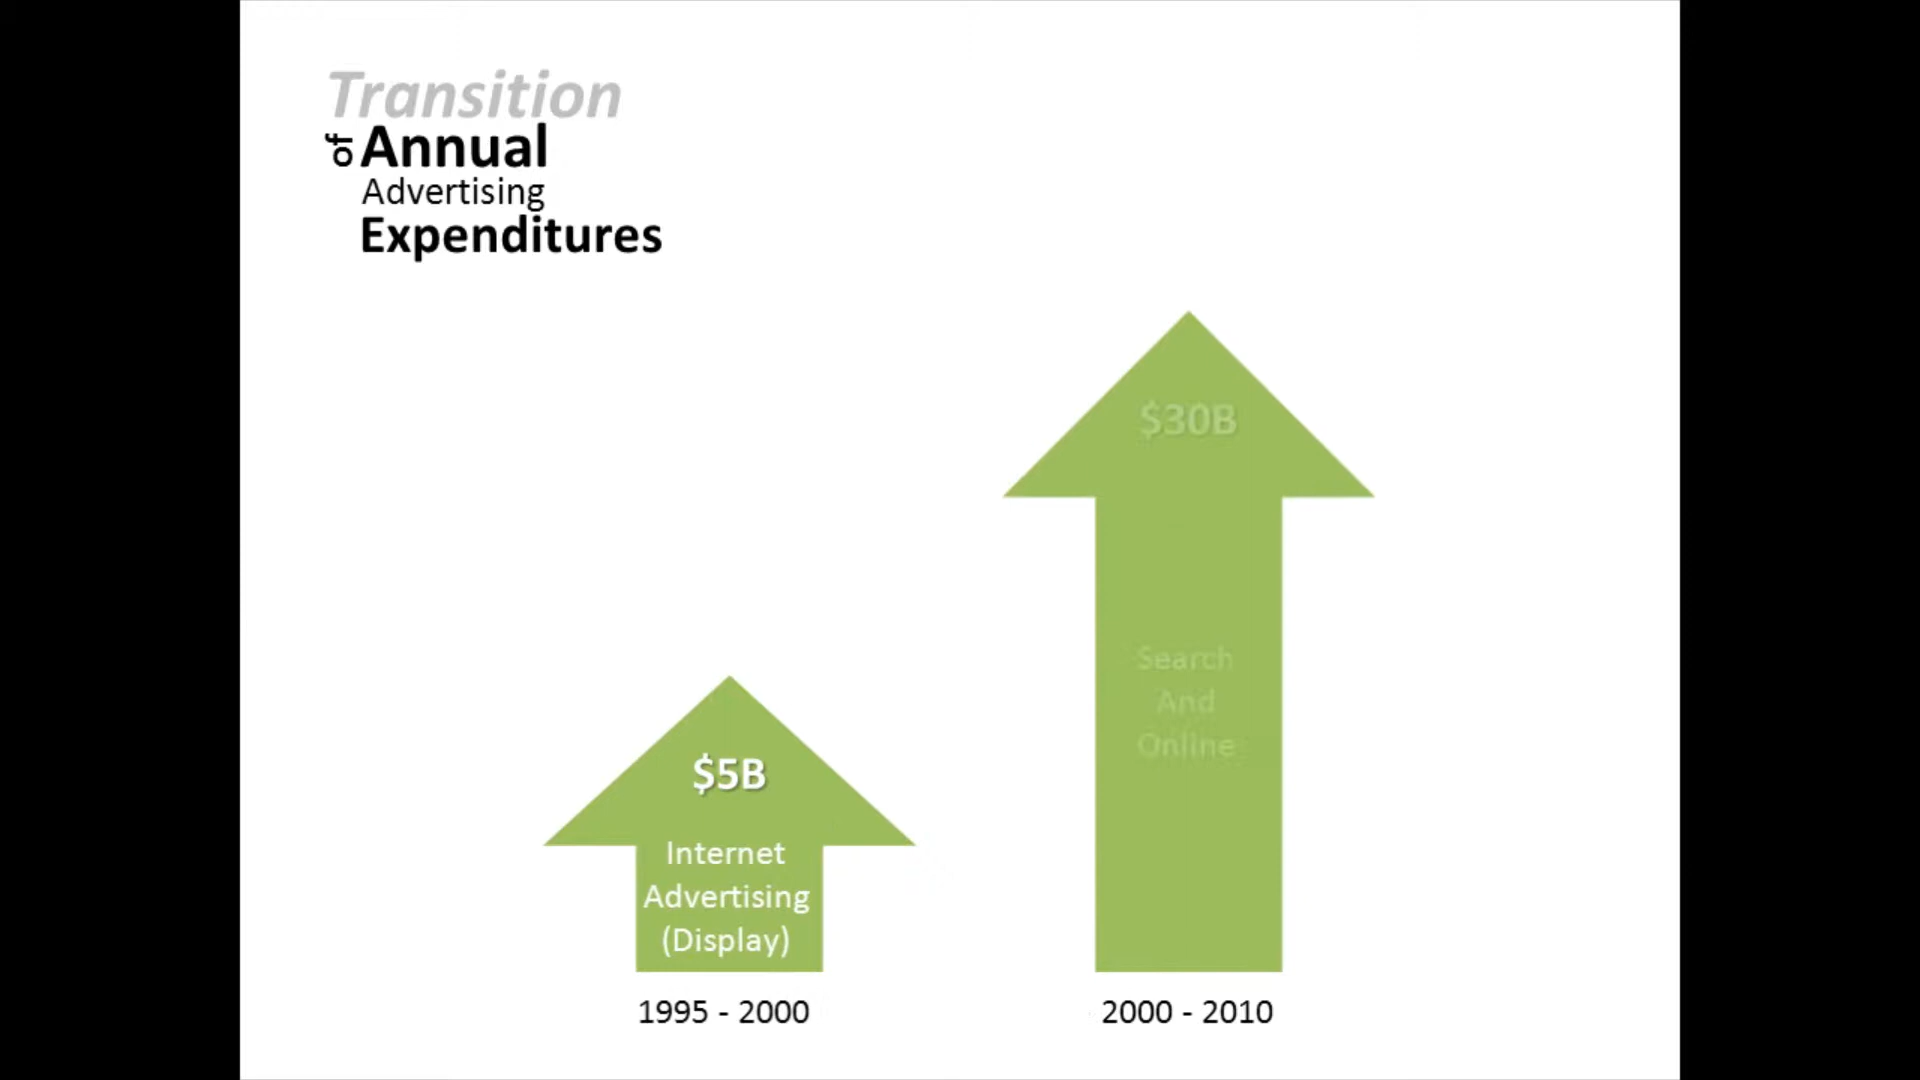 Transition
of Annual
Advertising
Expenditures
$5B
Internet
Advertising
(Display)
1995 - 2000
$30B
Search
And
Online
2000 - 2010